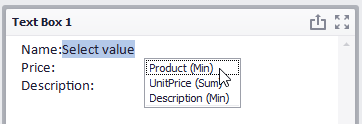 Text Box 1
Name:Select value
Price:
Product (Min)
UnitPrice (Sum)
Description:
Description (Min)